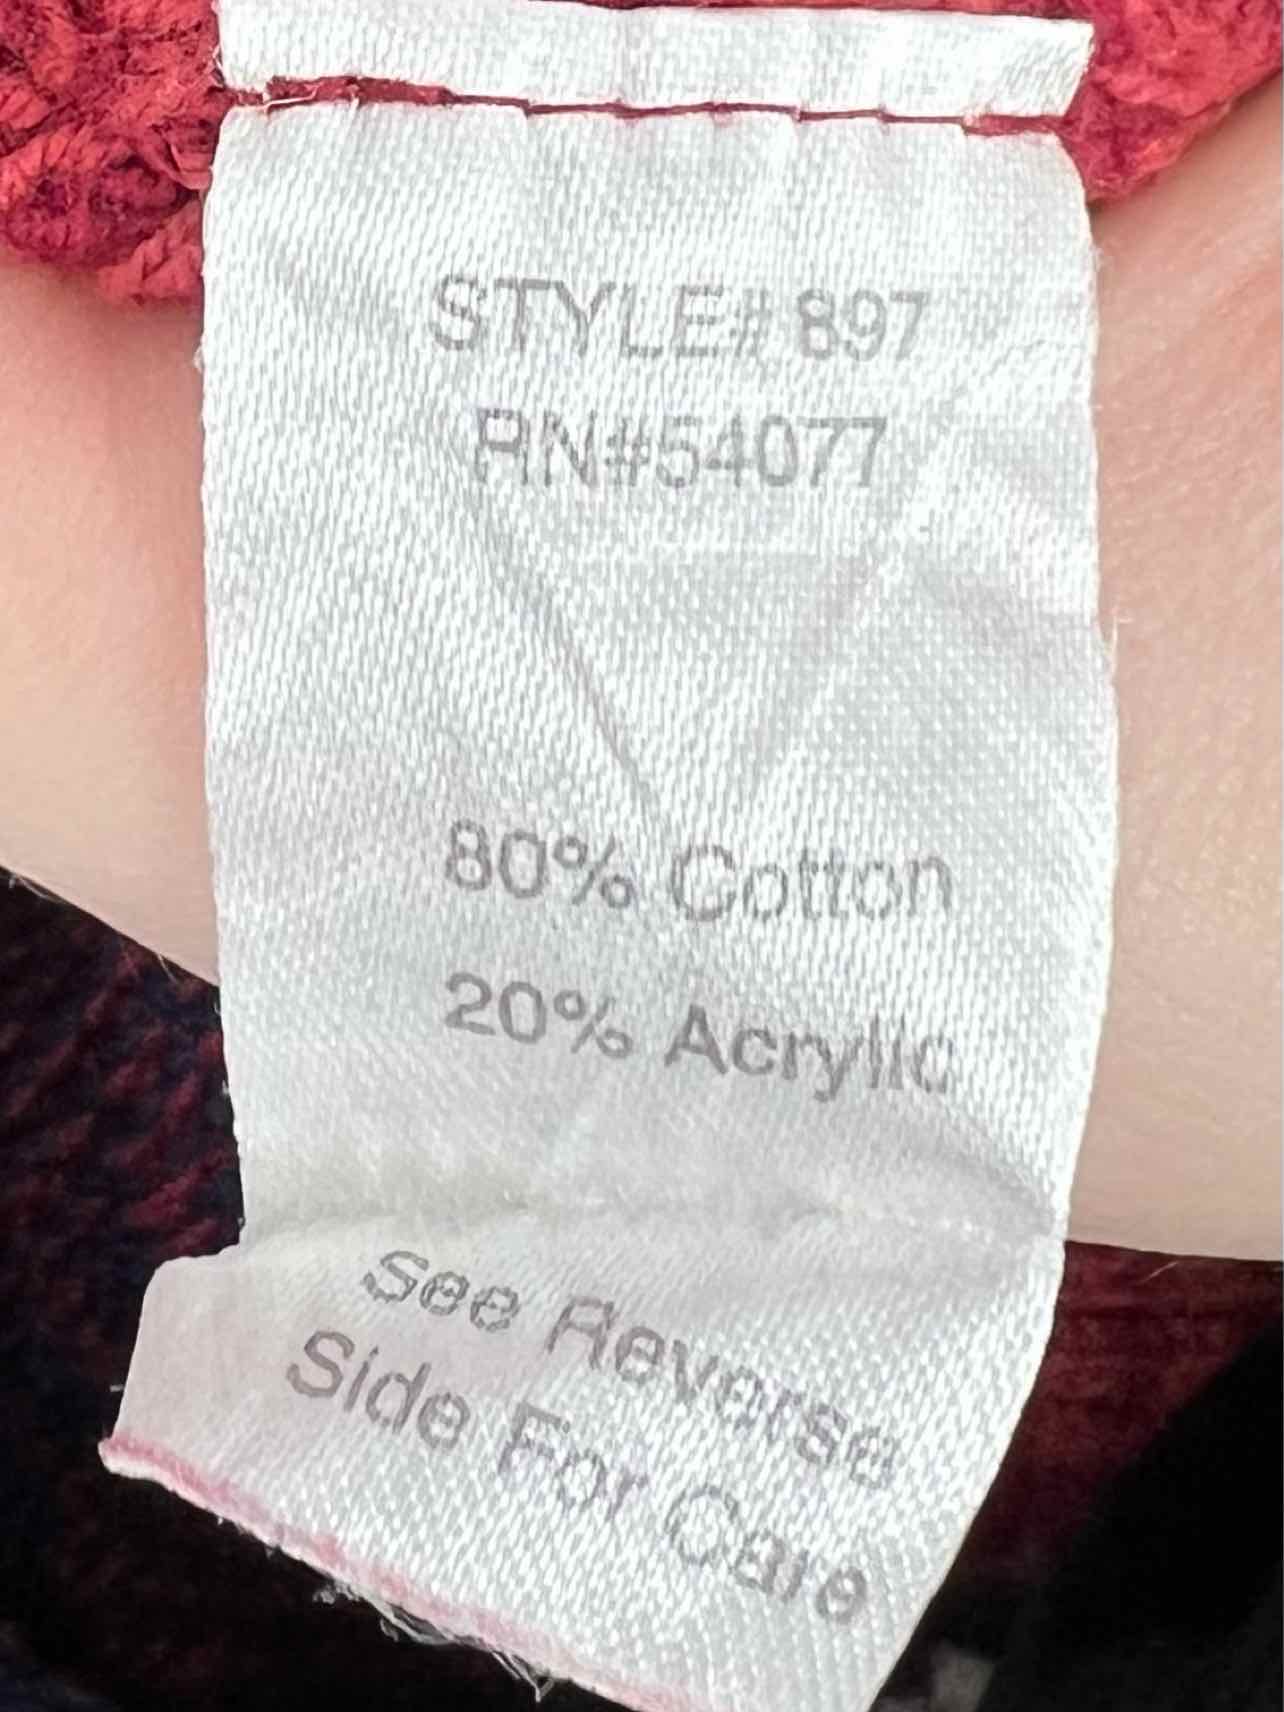 STYLE# 897
RN#54077
80% Cotton
20% Acrylic
See Reverse
Side For Care